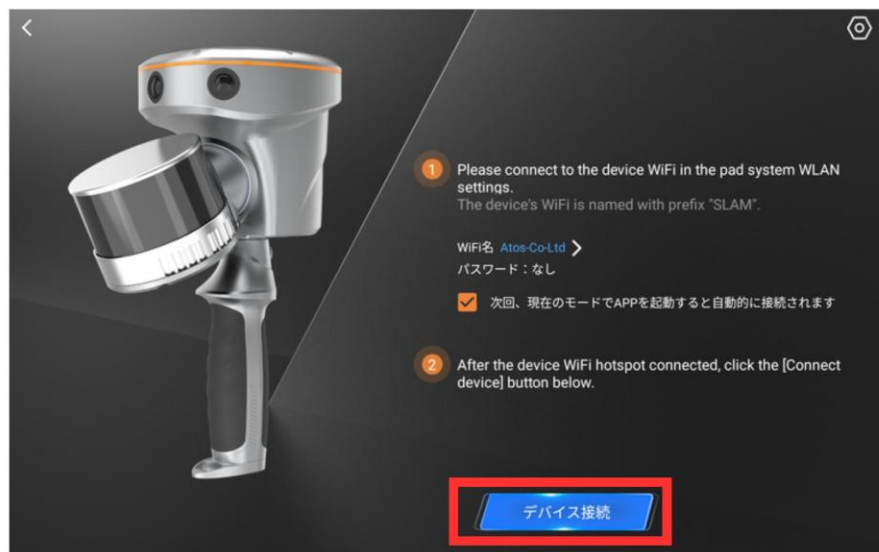 1 Please connect to the device WiFi in the pad system WLAN
settings.
The device's WiFi is named with prefix "SLAM".
WiFi名 Atos-Co-Ltd
パスワード：なし
次回、現在のモードでAPPを起動すると自動的に接続されます
2 After the device WiFi hotspot connected, click the [Connect
device] button below.
デバイス接続